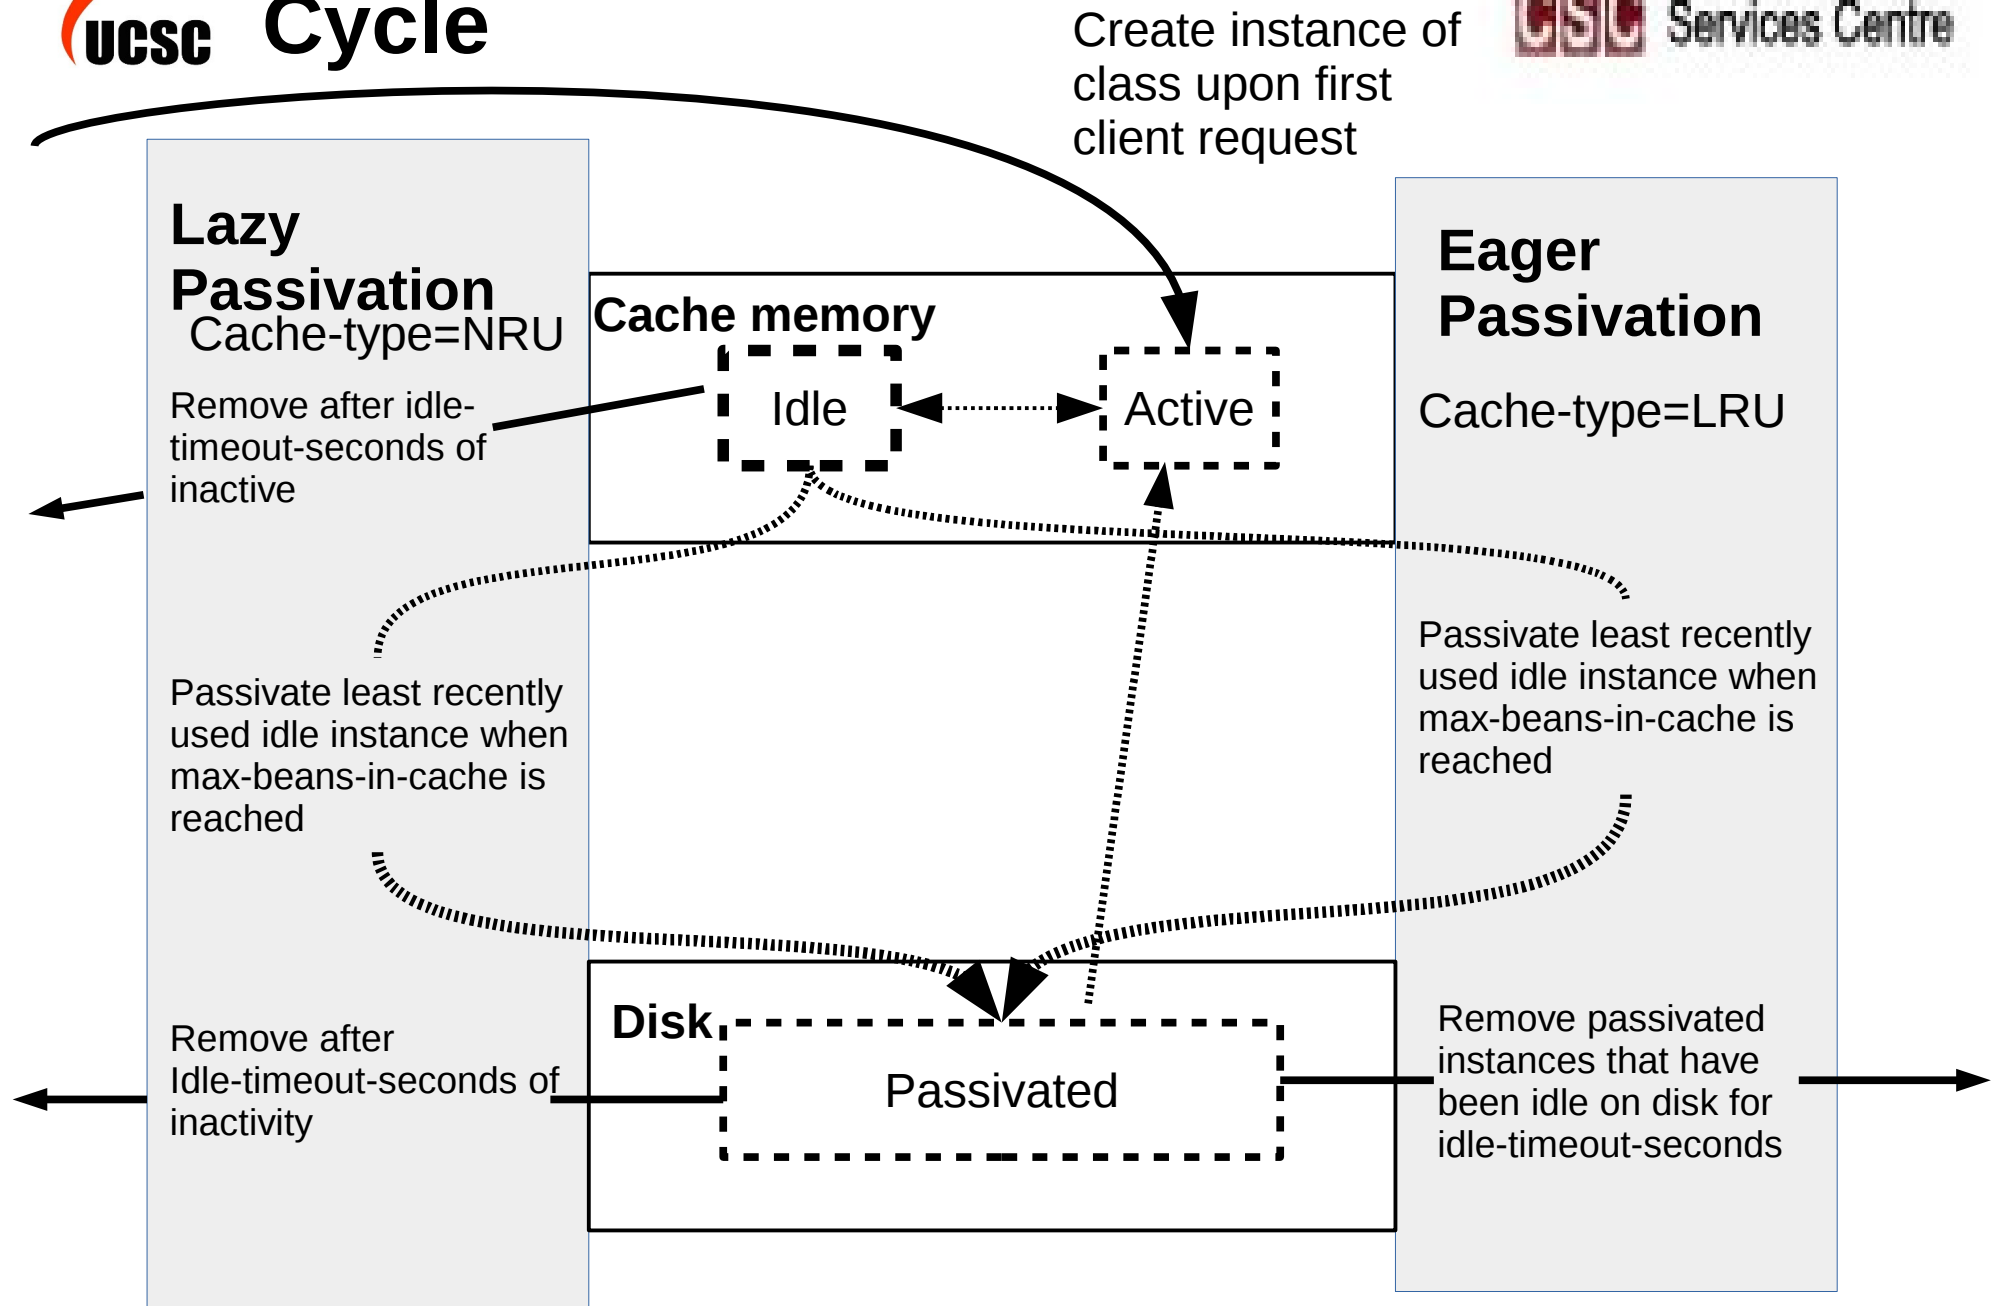 UCSC
Cycle
Create instance of
class upon first
client request
CSC
Services Centre
Lazy
Passivation
Cache-type=NRU
Remove after idle-
timeout-seconds of
inactive
Passivate least recently
used idle instance when
max-beans-in-cache is
reached
Remove after
Idle-timeout-seconds of
inactivity
Cache memory
Idle
Active
Disk
Passivated
Eager
Passivation
Cache-type=LRU
Passivate least recently
used idle instance when
max-beans-in-cache is
reached
Remove passivated
instances that have
been idle on disk for
idle-timeout-seconds